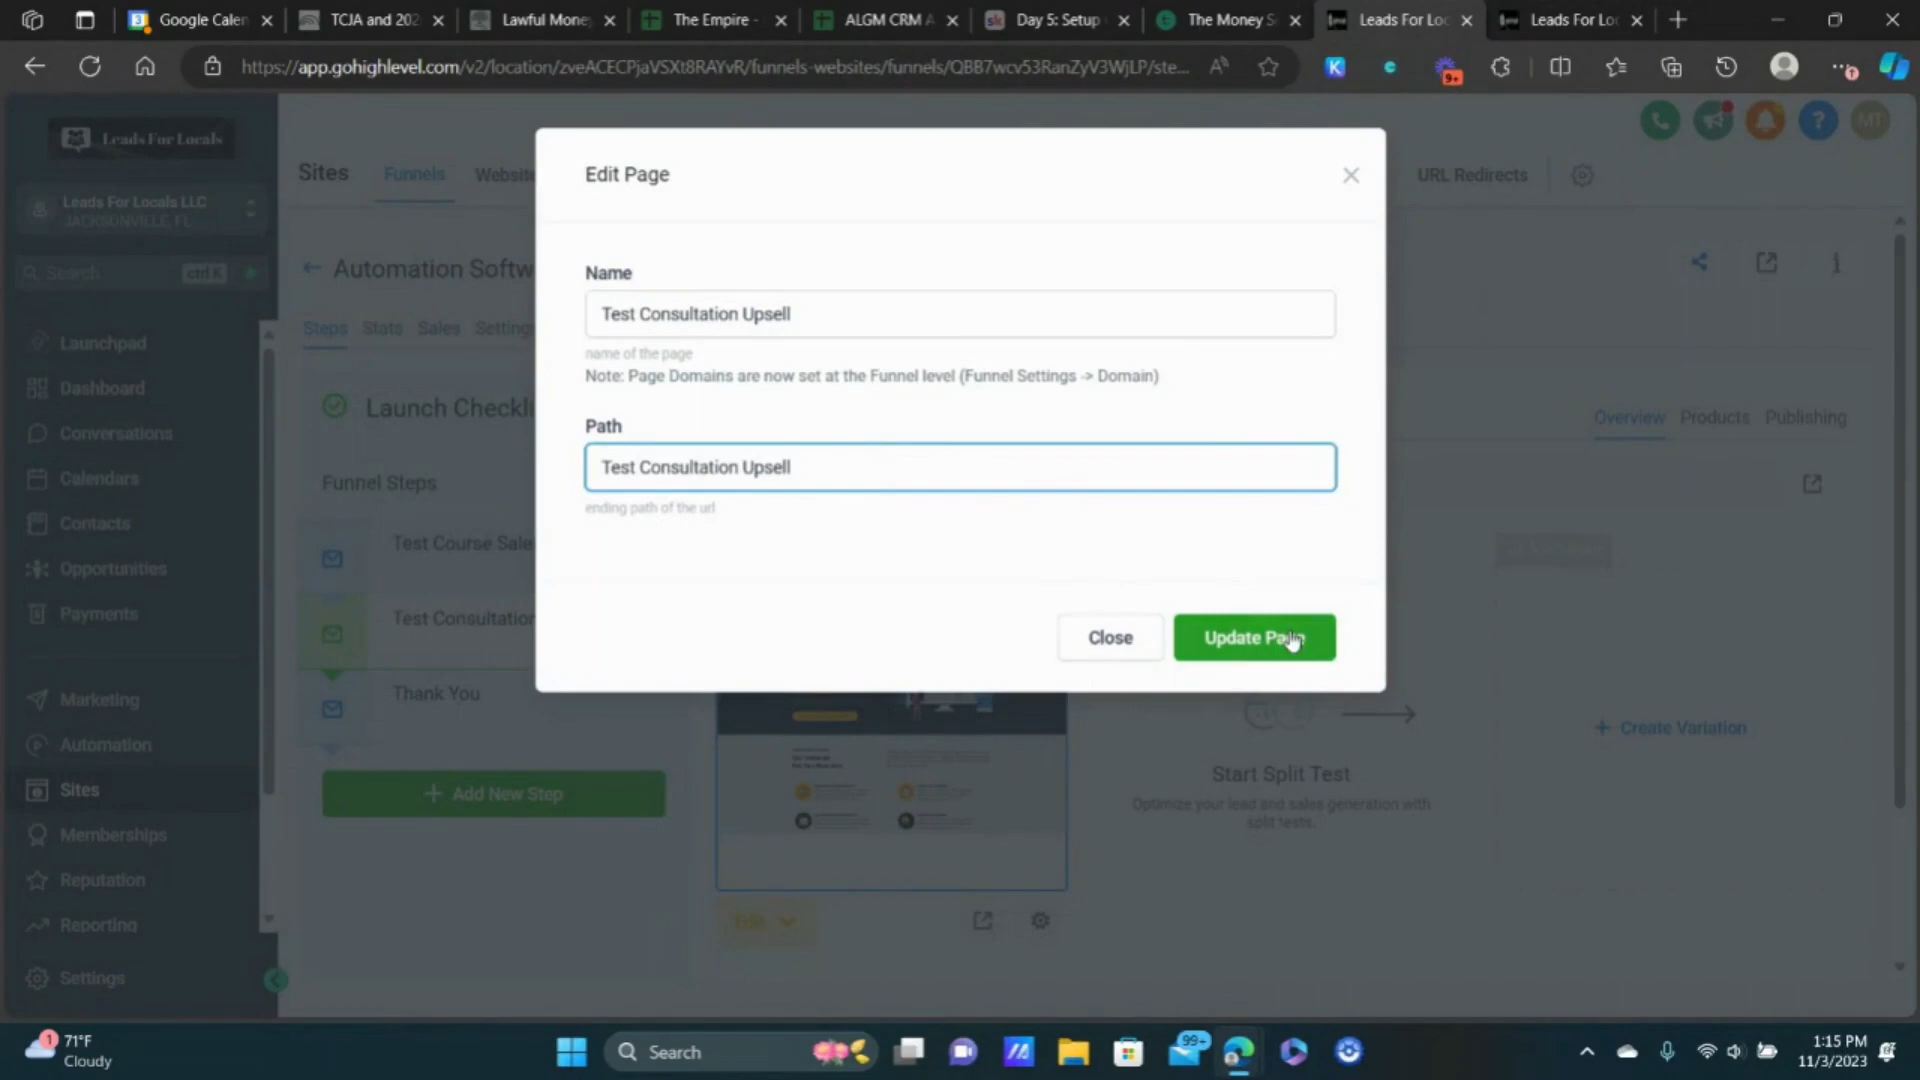 Google Calen
TCJA and 202
Lawful Mone
The Empire -
ALGM CRM A
Day 5: Setup
The Money S
Leads For Loc
Leads For Loc
https://app.gohighlevel.com/v2/location/zveACECPjaVSXt8RAYvR/funnels-websites/funnels/QBB7wcv53RanZyV3WjLP/ste...
9+
Leads For Locals
Leads For Locals LLC
JACKSONVILLE, FL
Search
ctrl K
Launchpad
Dashboard
Conversations
Calendars
Contacts
Opportunities
Payments
Marketing
Automation
Sites
Memberships
Reputation
Reporting
Settings
Sites
Funnels
Website
URL Redirects
MT
Automation Softw
Steps
Stats
Sales
Settings
Launch Checkli
Funnel Steps
Test Course Sale
Test Consultation
Thank You
+ Add New Step
Overview
Products
Publishing
Edit Page
Name
Test Consultation Upsell
name of the page
Note: Page Domains are now set at the Funnel level (Funnel Settings -> Domain)
Path
Test Consultation Upsell
ending path of the url
Close
Update Page
Edit
Start Split Test
Optimize your lead and sales generation with
split tests.
+ Create Variation
1
71°F
Cloudy
Search
99+
1:15 PM
11/3/2023